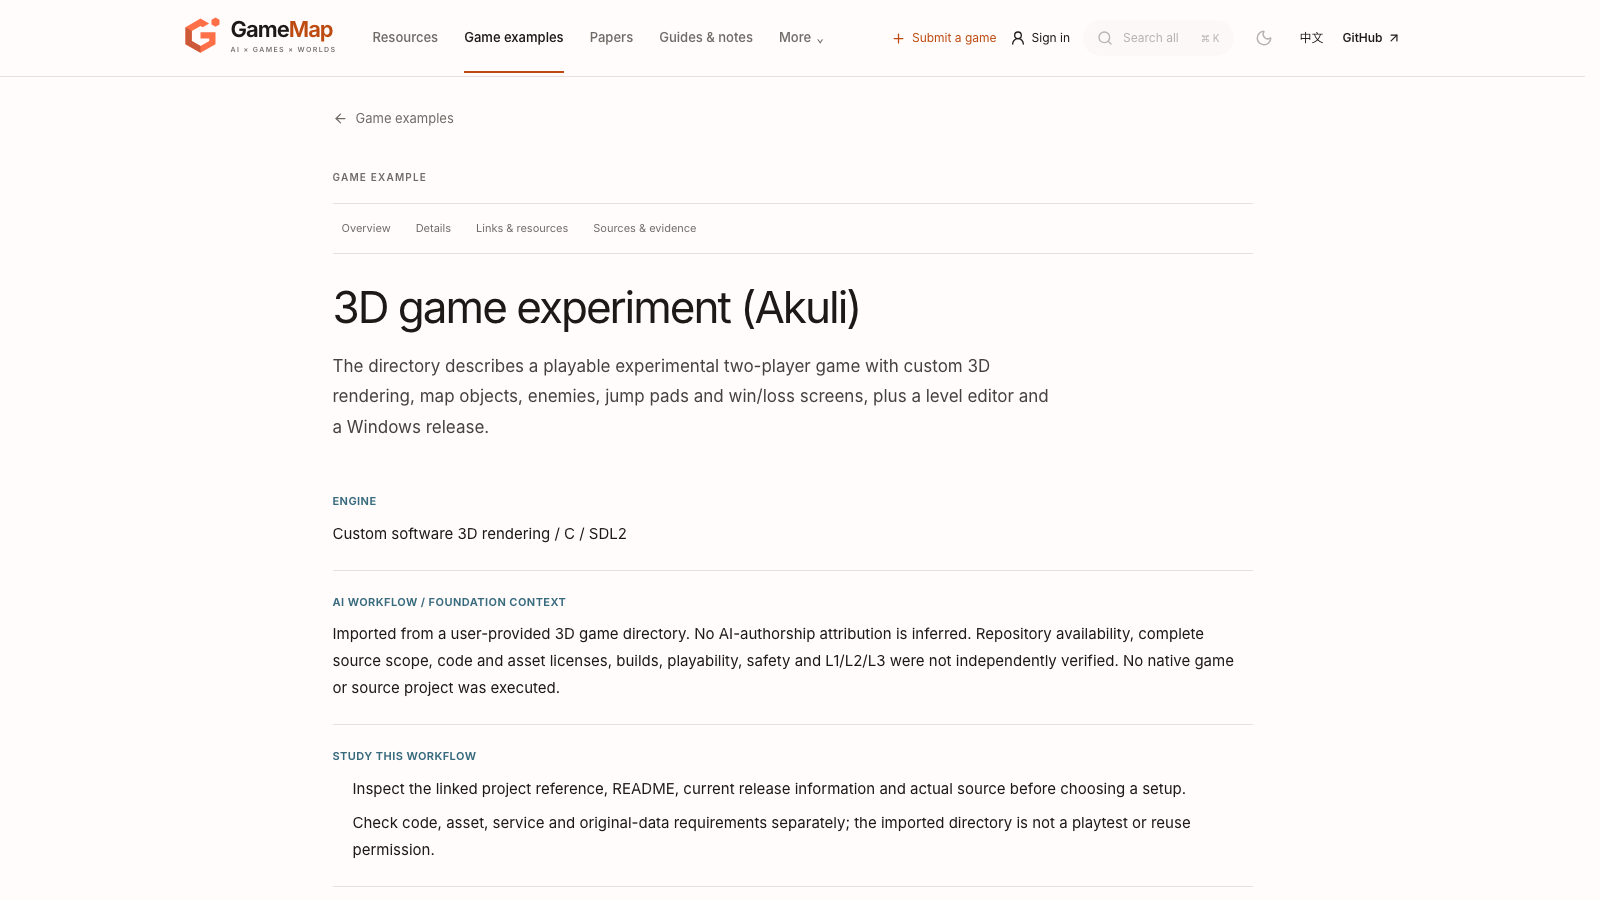 GameMap
AI × GAMES × WORLDS
Resources
Game examples
Papers
Guides & notes
More
Submit a game
Sign in
Search all
⌘ K
中文
GitHub
Game examples
GAME EXAMPLE
Overview
Details
Links & resources
Sources & evidence
3D game experiment (Akuli)
The directory describes a playable experimental two-player game with custom 3D
rendering, map objects, enemies, jump pads and win/loss screens, plus a level editor and
a Windows release.
ENGINE
Custom software 3D rendering / C / SDL2
AI WORKFLOW / FOUNDATION CONTEXT
Imported from a user-provided 3D game directory. No AI-authorship attribution is inferred. Repository availability, complete
source scope, code and asset licenses, builds, playability, safety and L1/L2/L3 were not independently verified. No native game
or source project was executed.
STUDY THIS WORKFLOW
Inspect the linked project reference, README, current release information and actual source before choosing a setup.
Check code, asset, service and original-data requirements separately; the imported directory is not a playtest or reuse
permission.